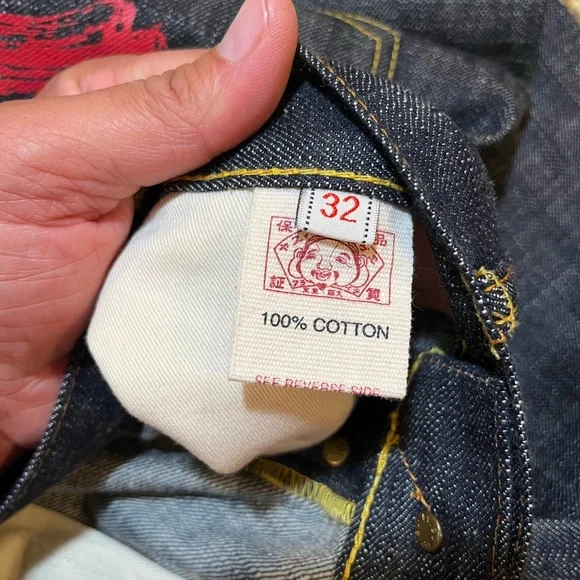 32
保 品
証 質
100% COTTON
SEE REVERSE SIDE